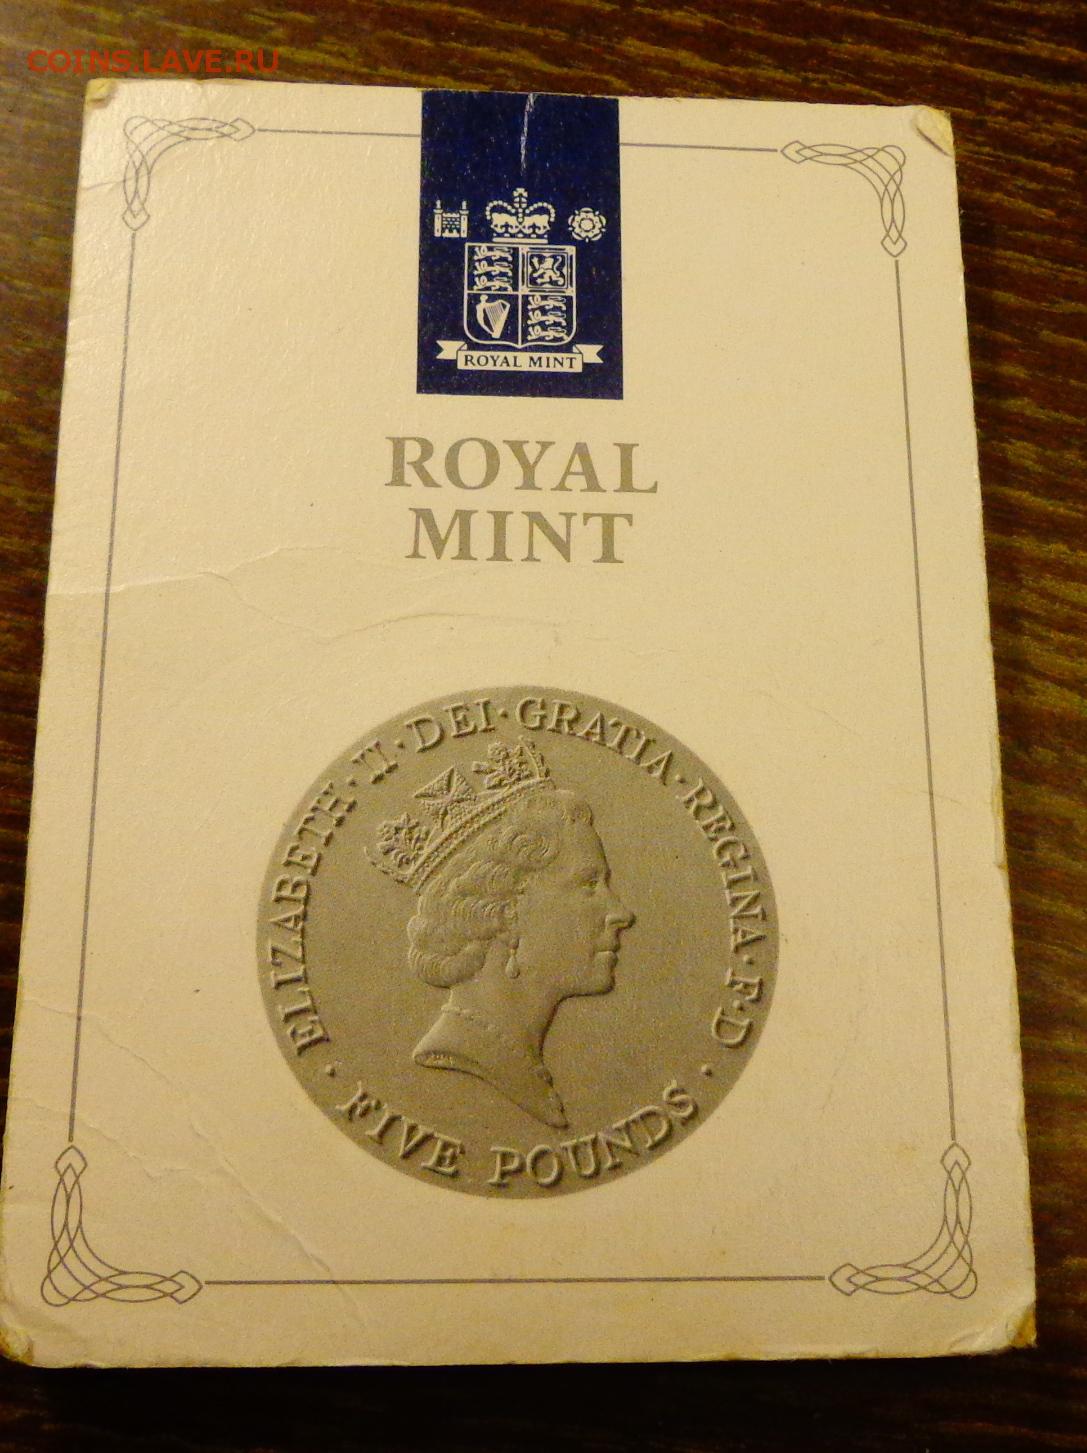 COINS.LAVE.RU
ROYAL MINT
ROYAL
MINT
ELIZABETH · II · DEI · GRATIA · REGINA · F · D ·
FIVE POUNDS ·